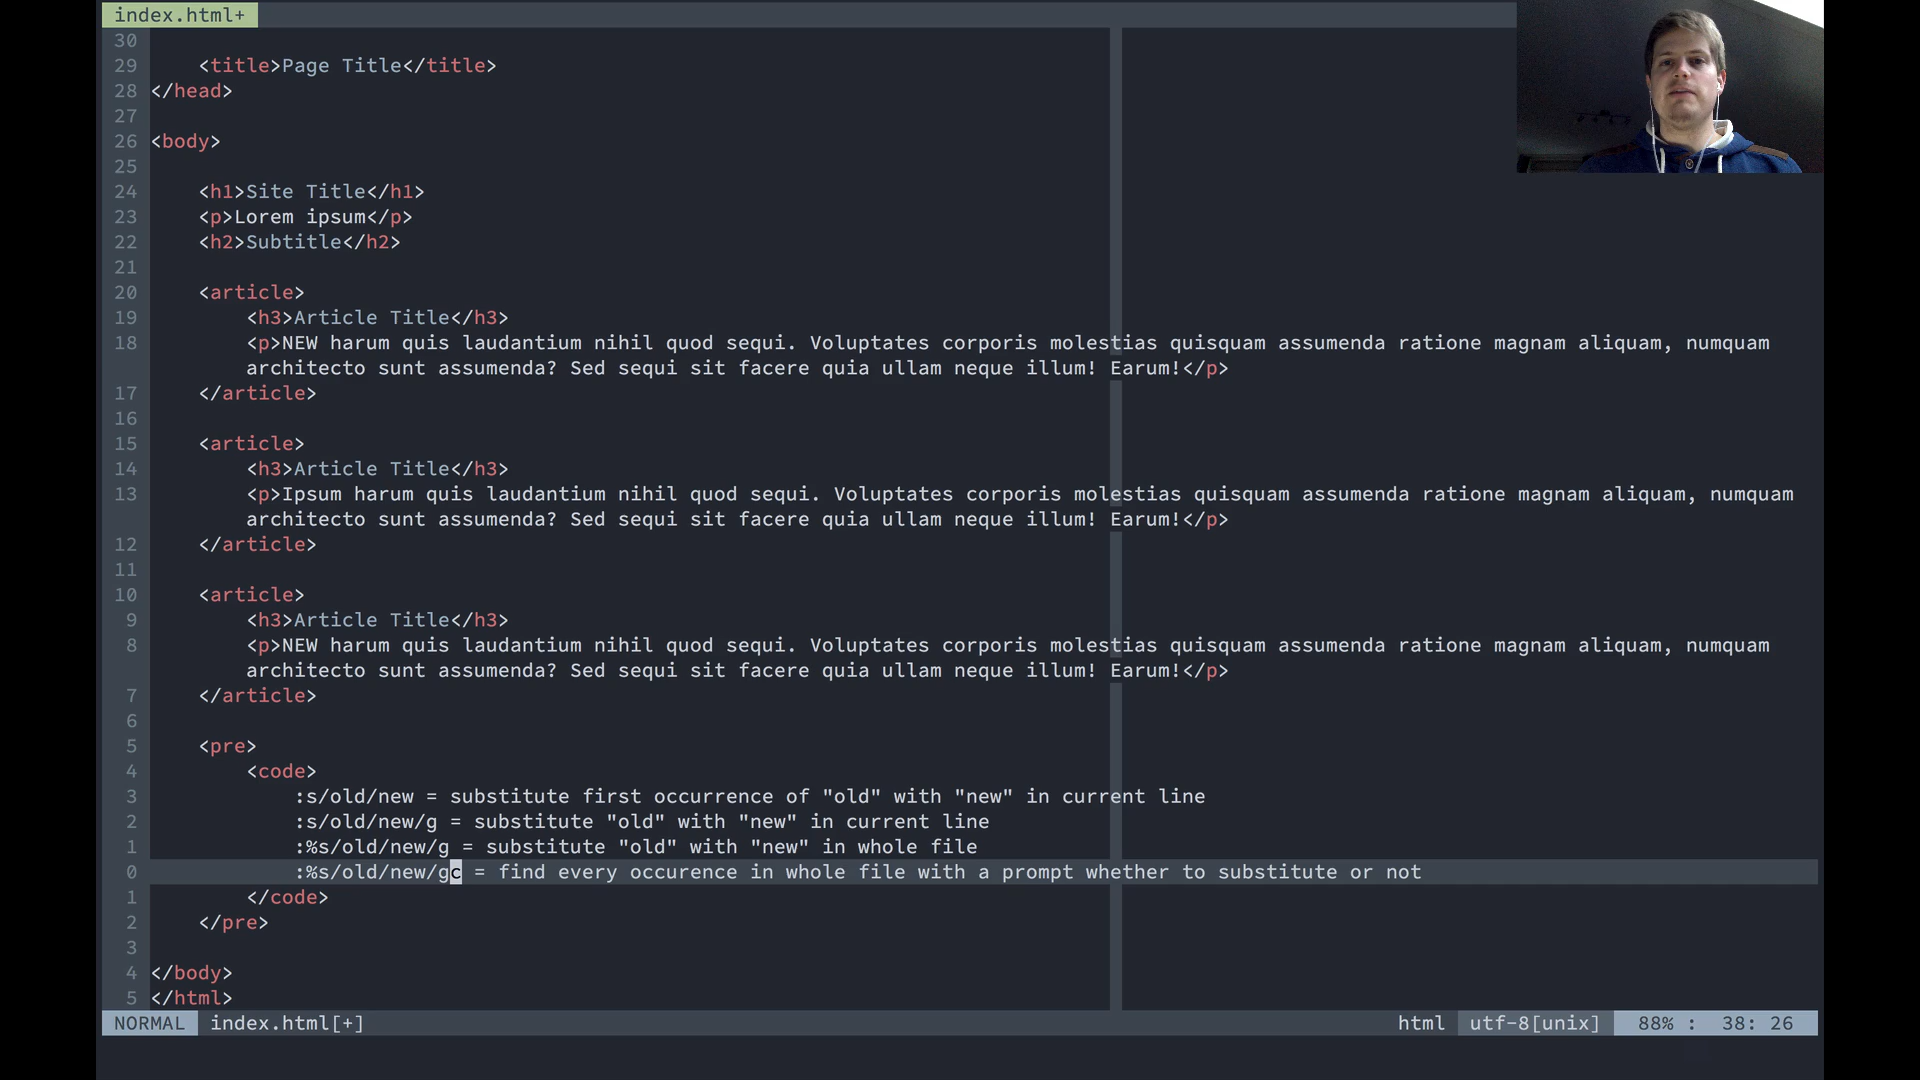 index.html+
30
29 <title>Page Title</title>
28 </head>
27
26 <body>
25
24 <h1>Site Title</h1>
23 <p>Lorem ipsum</p>
22 <h2>Subtitle</h2>
21
20 <article>
19 <h3>Article Title</h3>
18 <p>NEW harum quis laudantium nihil quod sequi. Voluptates corporis molestias quisquam assumenda ratione magnam aliquam, numquam
architecto sunt assumenda? Sed sequi sit facere quia ullam neque illum! Earum!</p>
17 </article>
16
15 <article>
14 <h3>Article Title</h3>
13 <p>Ipsum harum quis laudantium nihil quod sequi. Voluptates corporis molestias quisquam assumenda ratione magnam aliquam, numquam
architecto sunt assumenda? Sed sequi sit facere quia ullam neque illum! Earum!</p>
12 </article>
11
10 <article>
9 <h3>Article Title</h3>
8 <p>NEW harum quis laudantium nihil quod sequi. Voluptates corporis molestias quisquam assumenda ratione magnam aliquam, numquam
architecto sunt assumenda? Sed sequi sit facere quia ullam neque illum! Earum!</p>
7 </article>
6
5 <pre>
4 <code>
3 :s/old/new = substitute first occurrence of "old" with "new" in current line
2 :s/old/new/g = substitute "old" with "new" in current line
1 :%s/old/new/g = substitute "old" with "new" in whole file
0 :%s/old/new/gc = find every occurence in whole file with a prompt whether to substitute or not
1 </code>
2 </pre>
3
4 </body>
5 </html>
NORMAL index.html[+] html utf-8[unix] 88% : 38: 26